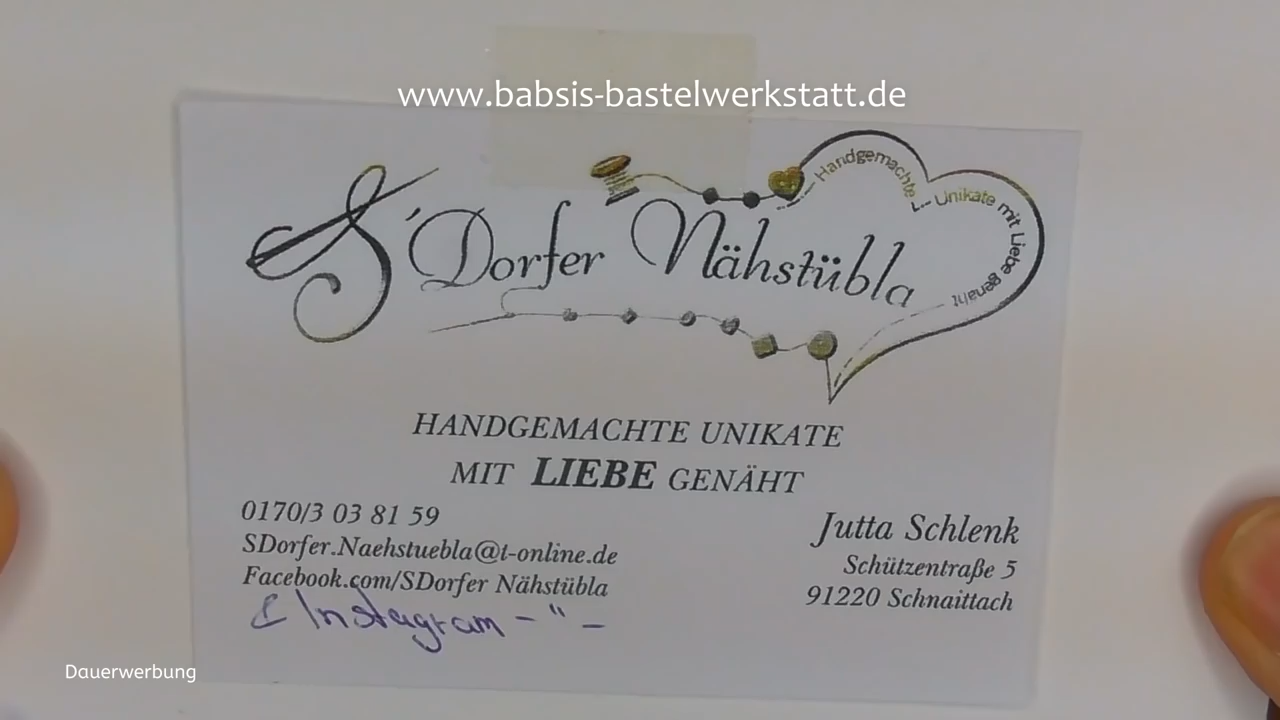 www.babsis-bastelwerkstatt.de
Handgemachte Unikate mit Liebe genäht
S'Dorfer Nähstübla
HANDGEMACHTE UNIKATE
MIT LIEBE GENÄHT
0170/3 03 81 59
SDorfer.Naehstuebla@t-online.de
Facebook.com/SDorfer Nähstübla
& Instagram - " -
Jutta Schlenk
Schützentraße 5
91220 Schnaittach
Dauerwerbung